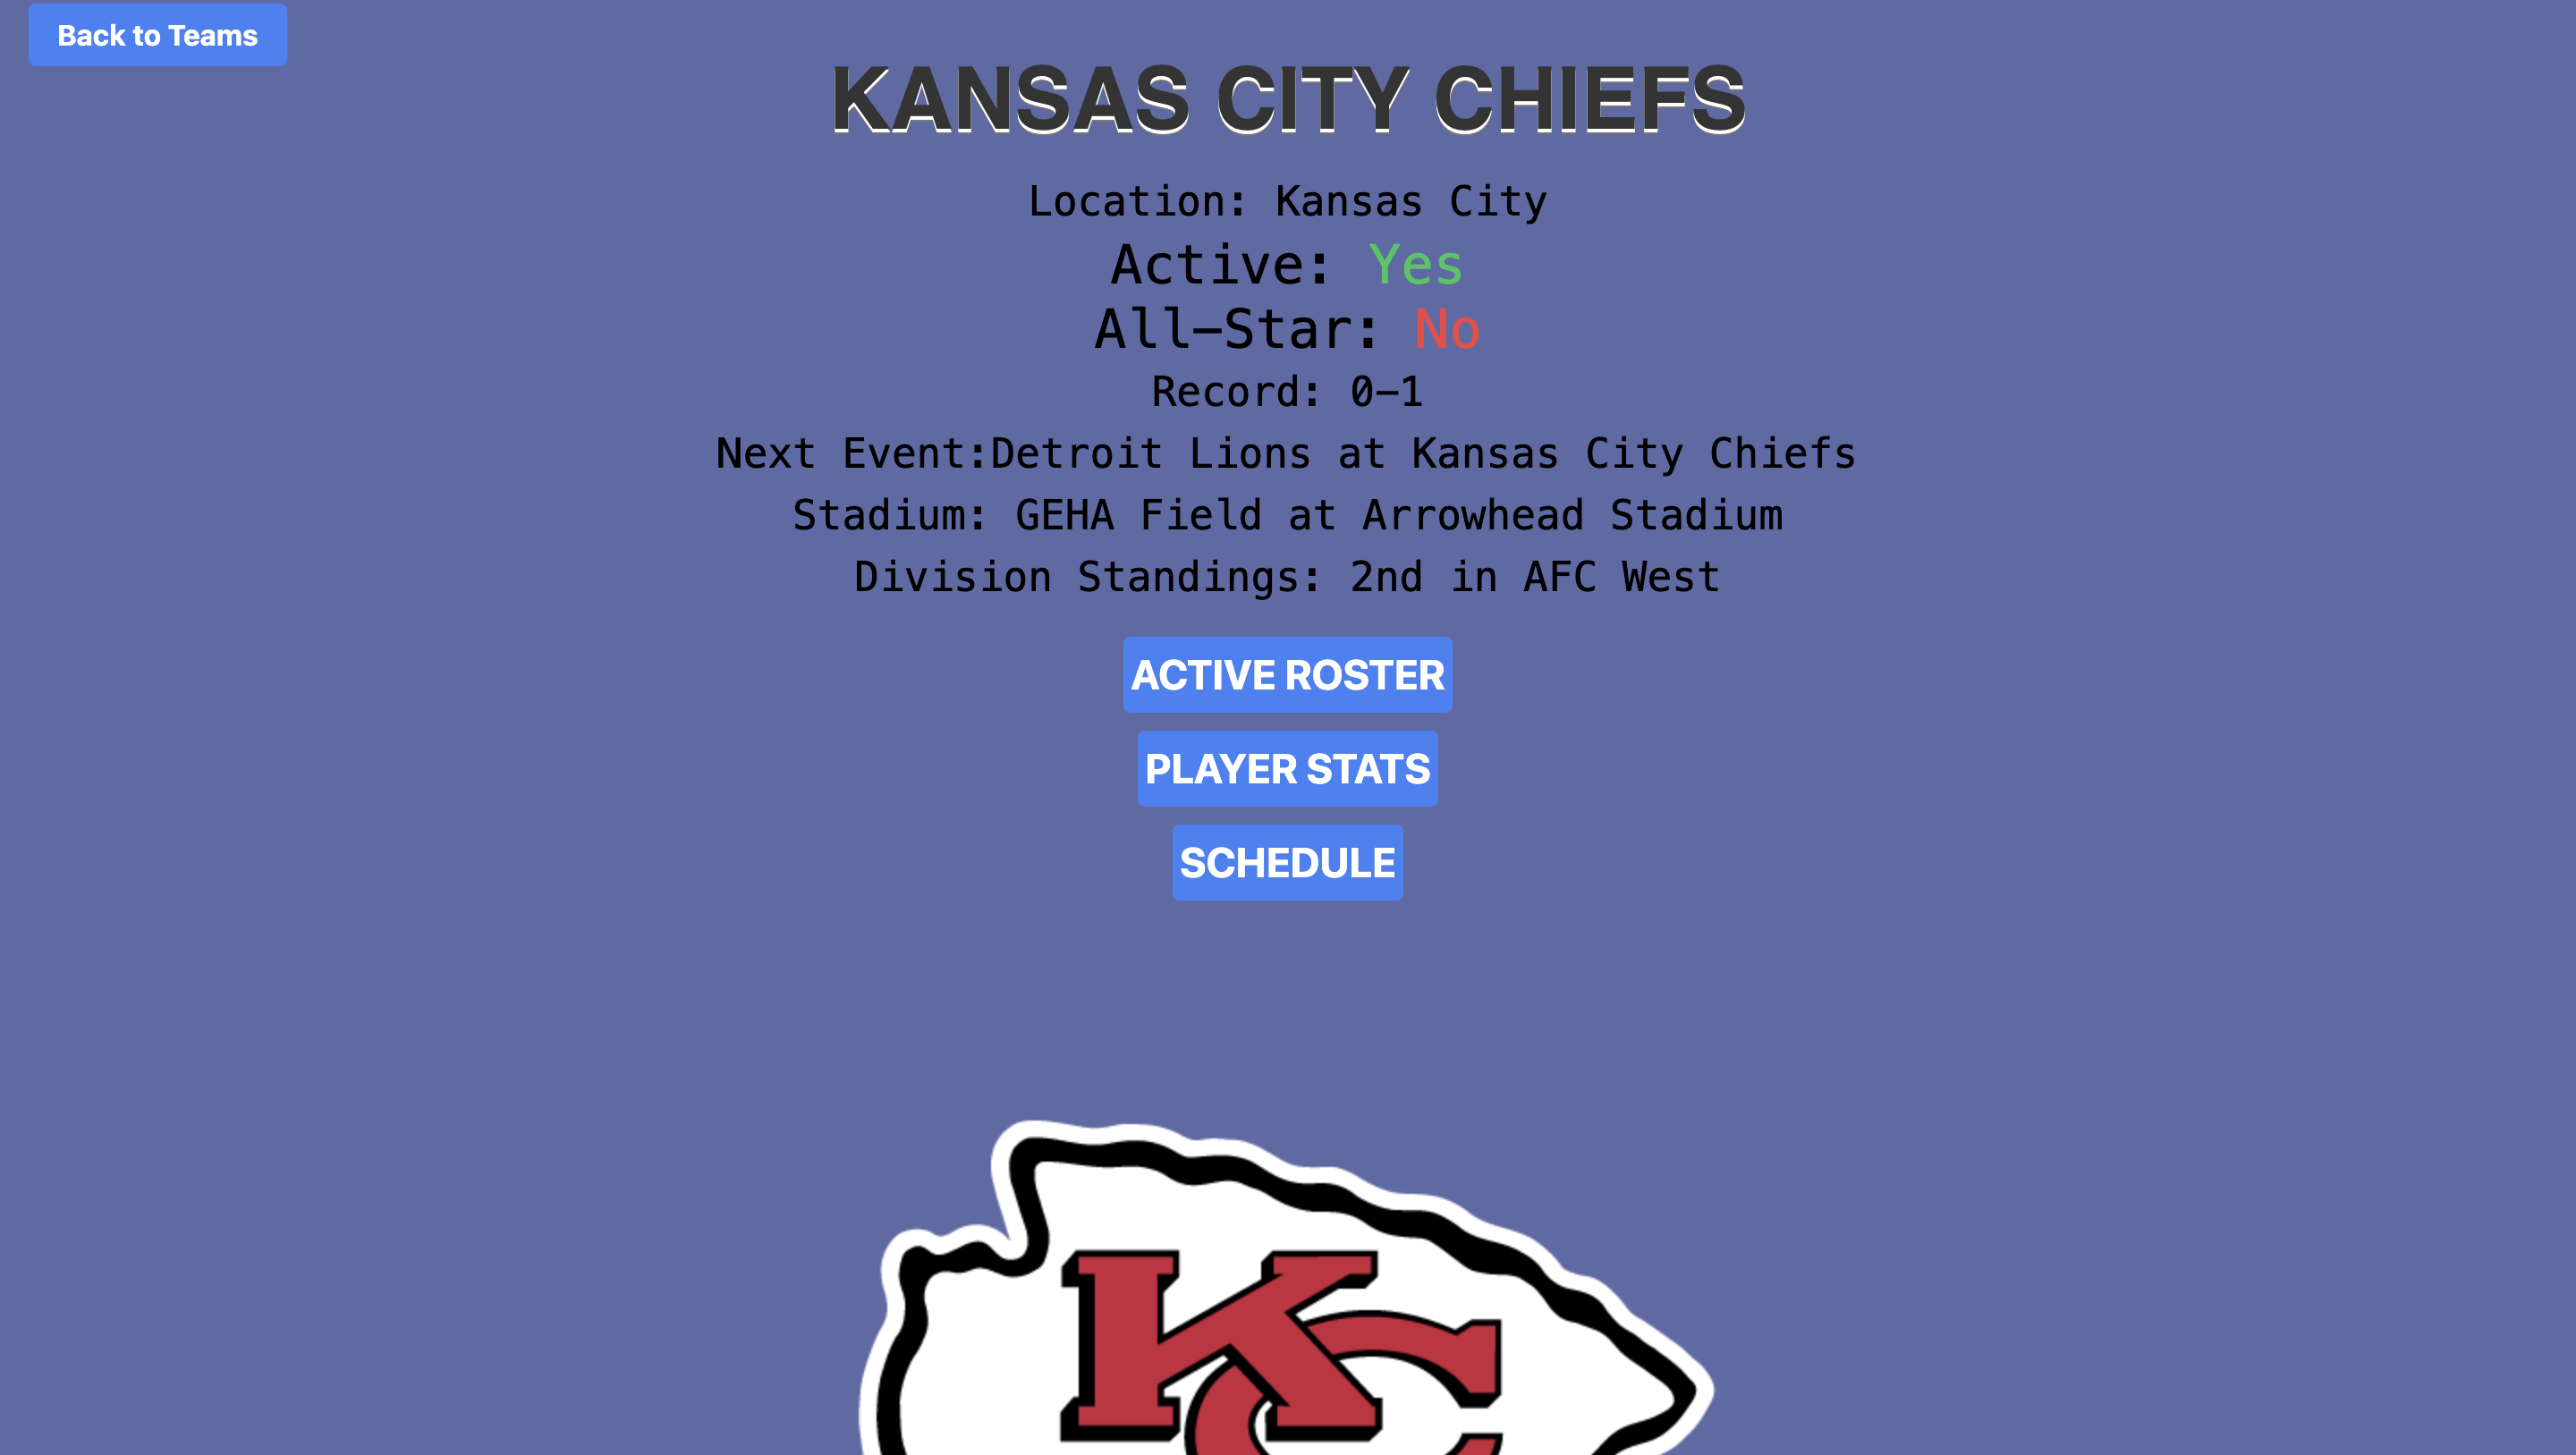 Back to Teams
KANSAS CITY CHIEFS
Location: Kansas City
Active: Yes
All-Star: No
Record: 0-1
Next Event:Detroit Lions at Kansas City Chiefs
Stadium: GEHA Field at Arrowhead Stadium
Division Standings: 2nd in AFC West
ACTIVE ROSTER
PLAYER STATS
SCHEDULE
KC